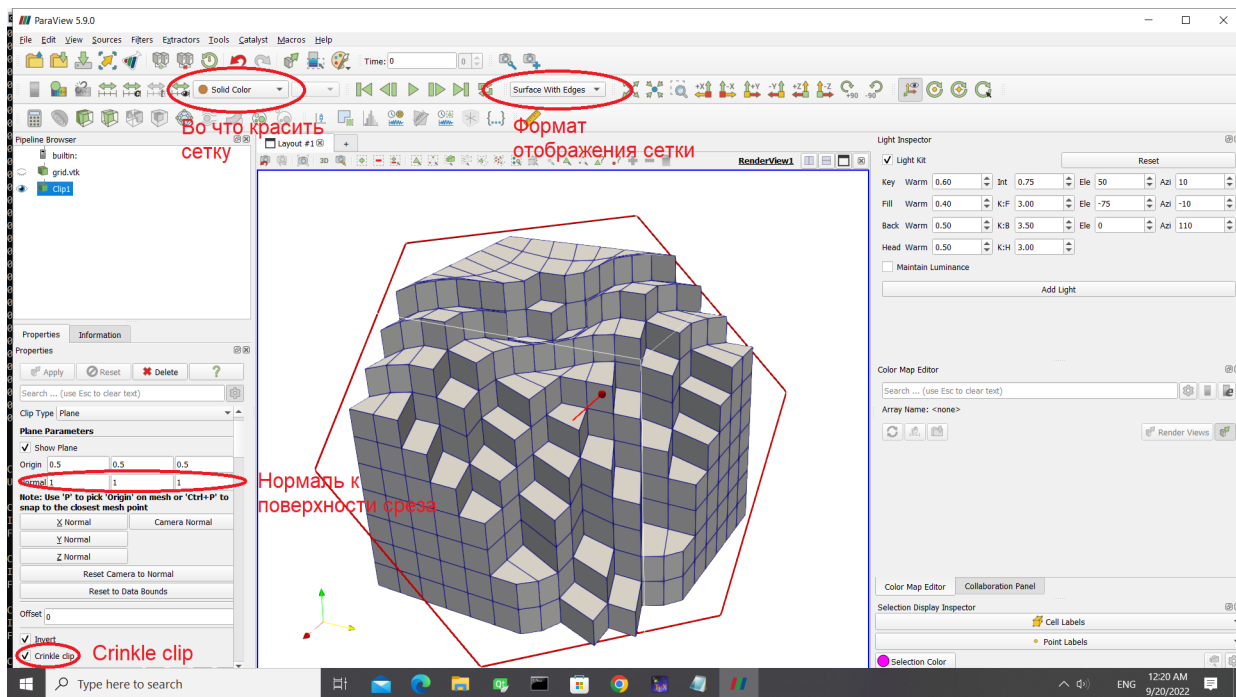 ParaView 5.9.0
File Edit View Sources Filters Extractors Tools Catalyst Macros Help
Time: 0 0
Solid Color Surface With Edges
+X -X +Y -Y +Z -Z +90 -90
Во что красить
сетку
Формат
отображения сетки
Pipeline Browser
builtin:
grid.vtk
Clip1
Layout #1 +
3D RenderView1
Properties Information
Properties
Apply Reset Delete ?
Search ... (use Esc to clear text)
Clip Type Plane
Plane Parameters
Show Plane
Origin 0.5 0.5 0.5
Normal 1 1 1
Note: Use 'P' to pick 'Origin' on mesh or 'Ctrl+P' to
snap to the closest mesh point
X Normal Camera Normal
Y Normal
Z Normal
Reset Camera to Normal
Reset to Data Bounds
Offset 0
Invert
Crinkle clip
Crinkle clip
Нормаль к
поверхности среза
Light Inspector
Light Kit Reset
Key Warm 0.60 Int 0.75 Ele 50 Azi 10
Fill Warm 0.40 K:F 3.00 Ele -75 Azi -10
Back Warm 0.50 K:B 3.50 Ele 0 Azi 110
Head Warm 0.50 K:H 3.00
Maintain Luminance
Add Light
Color Map Editor
Search ... (use Esc to clear text)
Array Name: <none>
Render Views
Color Map Editor Collaboration Panel
Selection Display Inspector
Cell Labels
Point Labels
Selection Color
Type here to search
ENG
12:20 AM
9/20/2022